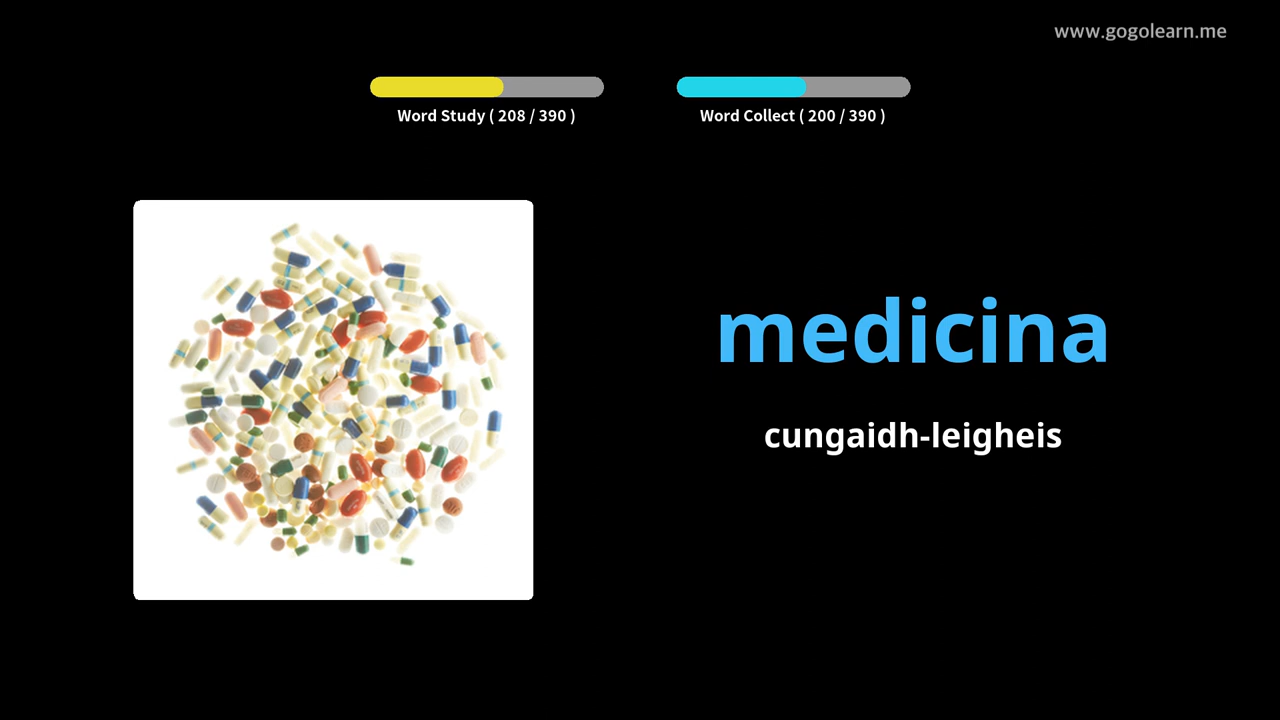 www.gogolearn.me
Word Study ( 208 / 390 )
Word Collect ( 200 / 390 )
medicina
cungaidh-leigheis